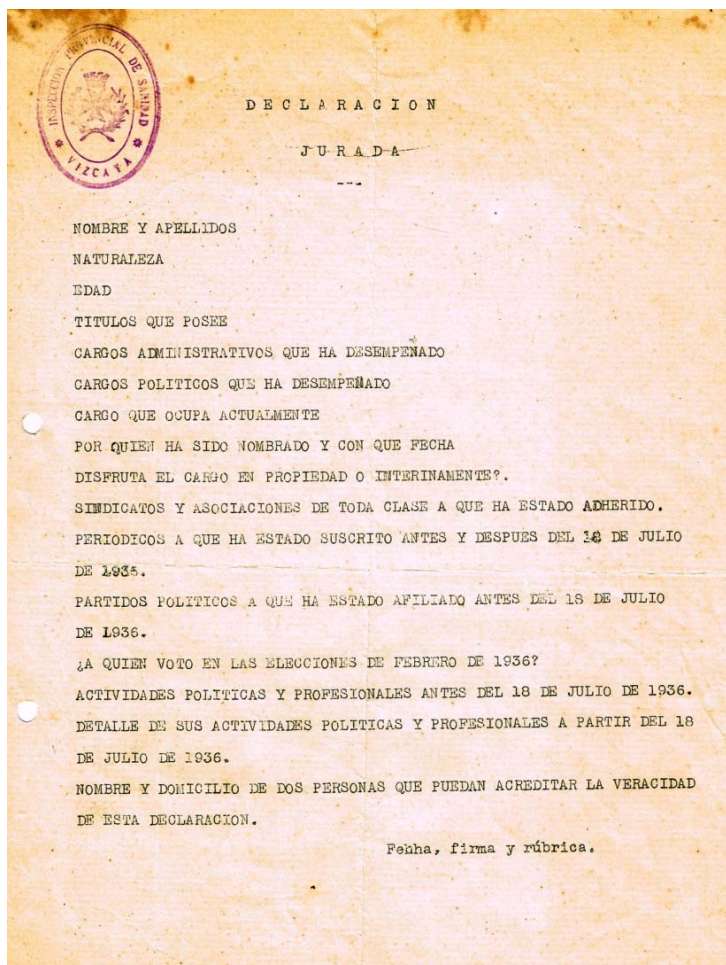 INSPECCION PROVINCIAL DE SANIDAD
VIZCAYA
DECLARACION
JURADA
---
NOMBRE Y APELLIDOS
NATURALEZA
EDAD
TITULOS QUE POSEE
CARGOS ADMINISTRATIVOS QUE HA DESEMPEÑADO
CARGOS POLITICOS QUE HA DESEMPEÑADO
CARGO QUE OCUPA ACTUALMENTE
POR QUIEN HA SIDO NOMBRADO Y CON QUE FECHA
DISFRUTA EL CARGO EN PROPIEDAD O INTERINAMENTE?.
SINDICATOS Y ASOCIACIONES DE TODA CLASE A QUE HA ESTADO ADHERIDO.
PERIODICOS A QUE HA ESTADO SUSCRITO ANTES Y DESPUES DEL 18 DE JULIO
DE 1936.
PARTIDOS POLITICOS A QUE HA ESTADO AFILIADO ANTES DEL 18 DE JULIO
DE 1936.
¿A QUIEN VOTO EN LAS ELECCIONES DE FEBRERO DE 1936?
ACTIVIDADES POLITICAS Y PROFESIONALES ANTES DEL 18 DE JULIO DE 1936.
DETALLE DE SUS ACTIVIDADES POLITICAS Y PROFESIONALES A PARTIR DEL 18
DE JULIO DE 1936.
NOMBRE Y DOMICILIO DE DOS PERSONAS QUE PUEDAN ACREDITAR LA VERACIDAD
DE ESTA DECLARACION.
Fehha, firma y rúbrica.